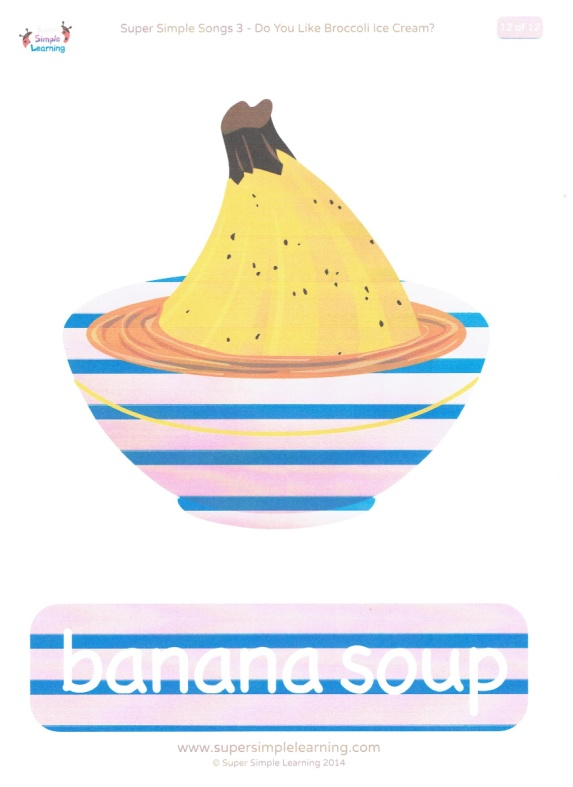 Simple
Learning
Super Simple Songs 3 - Do You Like Broccoli Ice Cream?
12 of 12
banana soup
www.supersimplelearning.com
© Super Simple Learning 2014